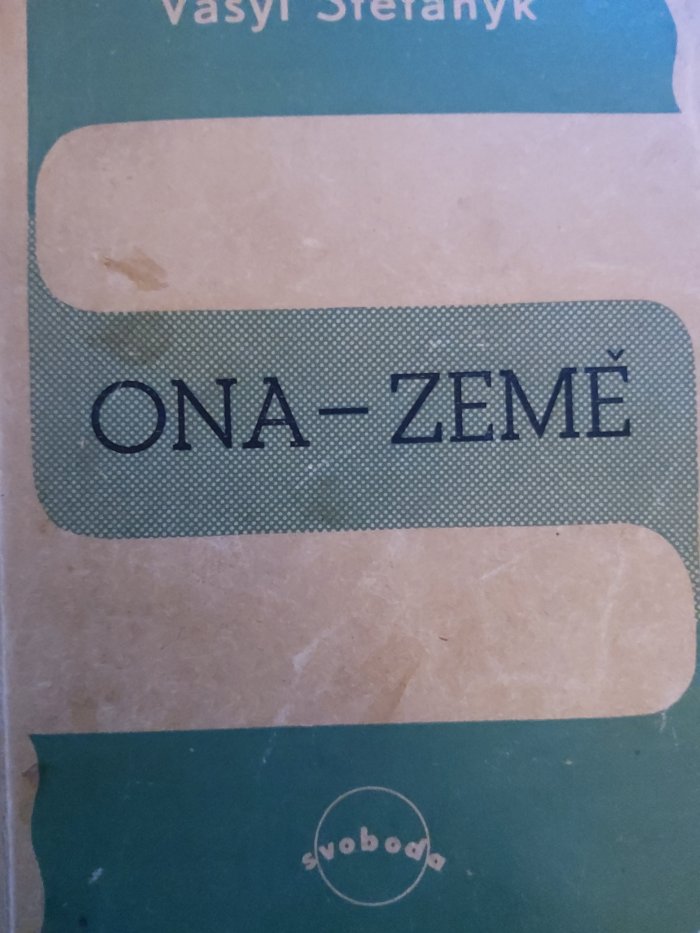 Vasyl Stefanyk
ONA – ZEMĚ
svoboda